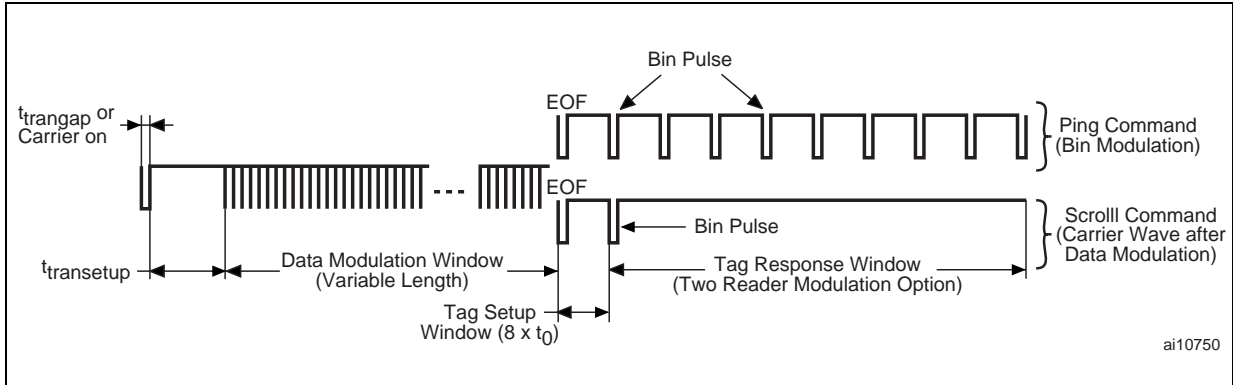 Bin Pulse
EOF
t_trangap or
Carrier on
Ping Command
(Bin Modulation)
EOF
Bin Pulse
Scrolll Command
(Carrier Wave after
Data Modulation)
t_transetup
Data Modulation Window
(Variable Length)
Tag Response Window
(Two Reader Modulation Option)
Tag Setup
Window (8 x t0)
ai10750